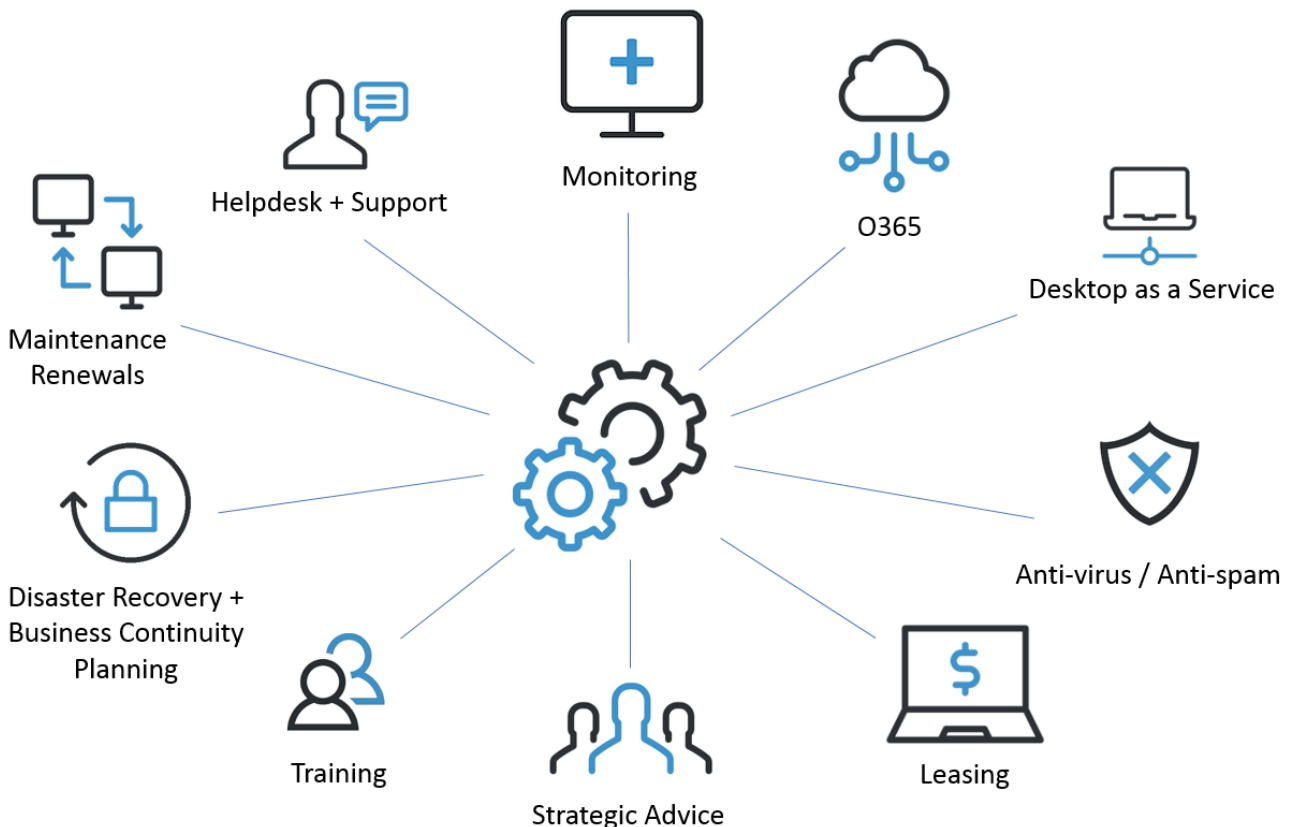 Monitoring
Helpdesk + Support
O365
Desktop as a Service
Maintenance
Renewals
Anti-virus / Anti-spam
Disaster Recovery +
Business Continuity
Planning
Training
Strategic Advice
Leasing
$